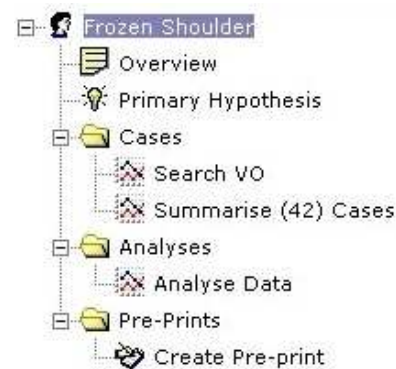 Frozen Shoulder
Overview
Primary Hypothesis
Cases
Search VO
Summarise (42) Cases
Analyses
Analyse Data
Pre-Prints
Create Pre-print